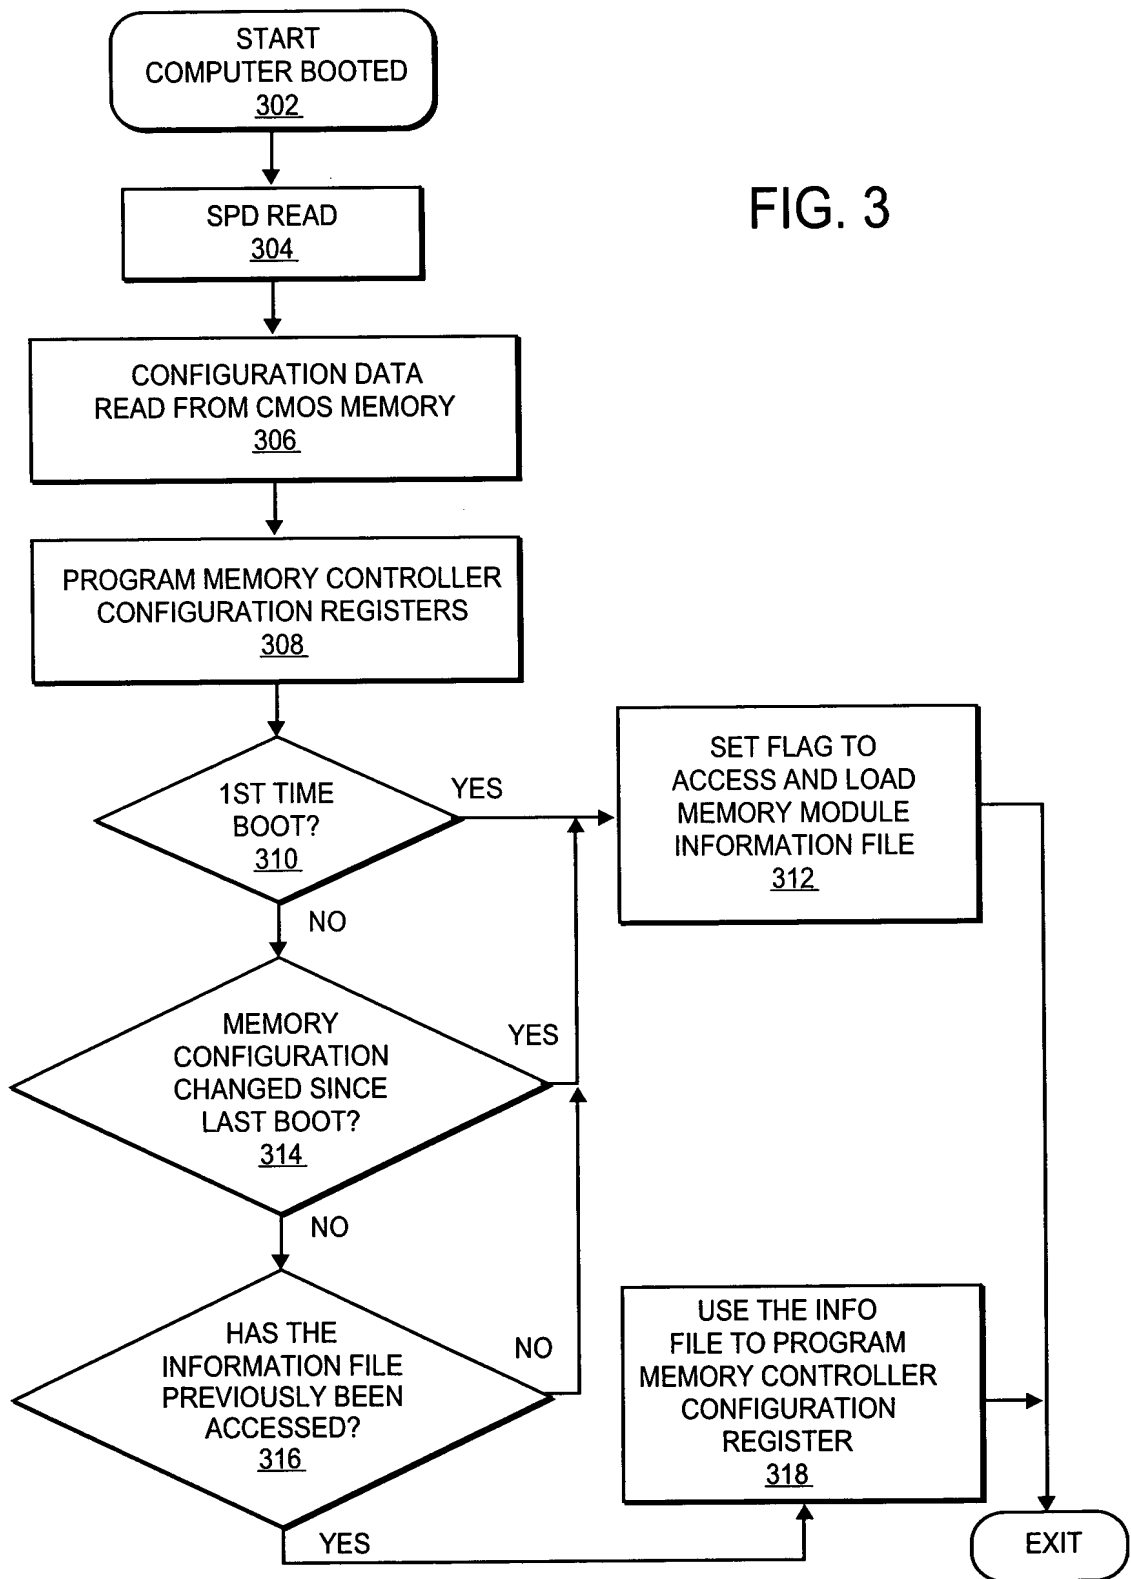 START
COMPUTER BOOTED
302
SPD READ
304
FIG. 3
CONFIGURATION DATA
READ FROM CMOS MEMORY
306
PROGRAM MEMORY CONTROLLER
CONFIGURATION REGISTERS
308
1ST TIME
BOOT?
310
YES
NO
SET FLAG TO
ACCESS AND LOAD
MEMORY MODULE
INFORMATION FILE
312
MEMORY
CONFIGURATION
CHANGED SINCE
LAST BOOT?
314
YES
NO
HAS THE
INFORMATION FILE
PREVIOUSLY BEEN
ACCESSED?
316
NO
YES
USE THE INFO
FILE TO PROGRAM
MEMORY CONTROLLER
CONFIGURATION
REGISTER
318
EXIT